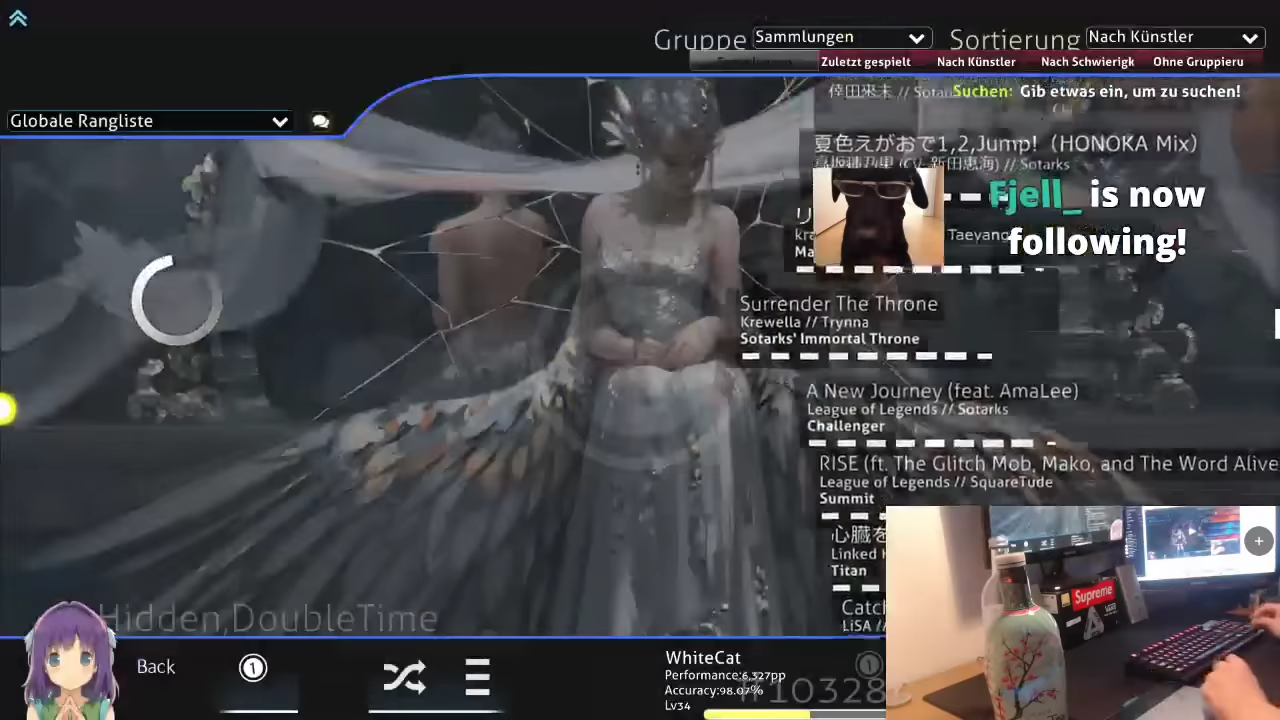 Gruppe
Sammlungen
Sortierung
Nach Künstler
Zuletzt gespielt
Nach Künstler
Nach Schwierigk
Ohne Gruppieru
Suchen: Gib etwas ein, um zu suchen!
Globale Rangliste
夏色えがおで1,2,Jump!（HONOKA Mix）
// Sotarks
Fjell_ is now
following!
Taeyang
Surrender The Throne
Krewella // Trynna
Sotarks' Immortal Throne
A New Journey (feat. AmaLee)
League of Legends // Sotarks
Challenger
RISE (ft. The Glitch Mob, Mako, and The Word Alive
League of Legends // SquareTude
Summit
心臓を
Linked
Titan
Catch
LiSA //
Supreme
Hidden,DoubleTime
Back
1
WhiteCat
Performance:6,327pp
Accuracy:98.07%
Lv34
#10328